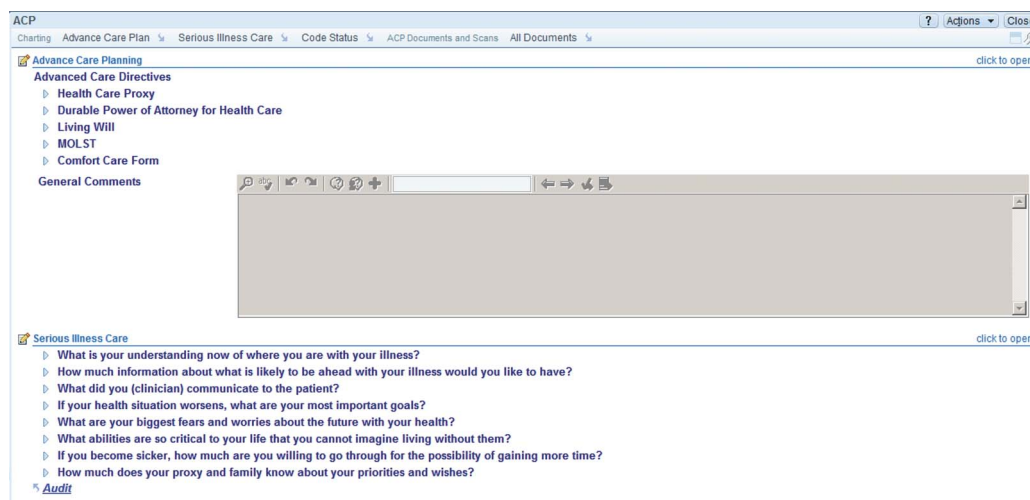 ACP
? Actions Clos
Charting Advance Care Plan Serious Illness Care Code Status ACP Documents and Scans All Documents
Advance Care Planning click to open
Advanced Care Directives
Health Care Proxy
Durable Power of Attorney for Health Care
Living Will
MOLST
Comfort Care Form
General Comments
abc
Serious Illness Care click to open
What is your understanding now of where you are with your illness?
How much information about what is likely to be ahead with your illness would you like to have?
What did you (clinician) communicate to the patient?
If your health situation worsens, what are your most important goals?
What are your biggest fears and worries about the future with your health?
What abilities are so critical to your life that you cannot imagine living without them?
If you become sicker, how much are you willing to go through for the possibility of gaining more time?
How much does your proxy and family know about your priorities and wishes?
Audit